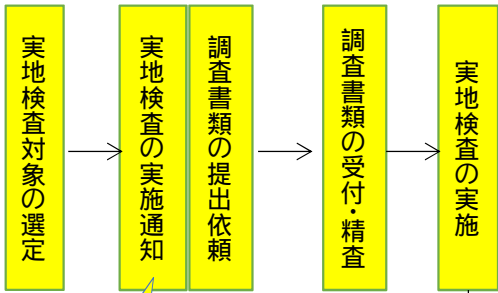 実地検査対象の選定
実地検査の実施通知
調査書類の提出依頼
調査書類の受付・精査
実地検査の実施